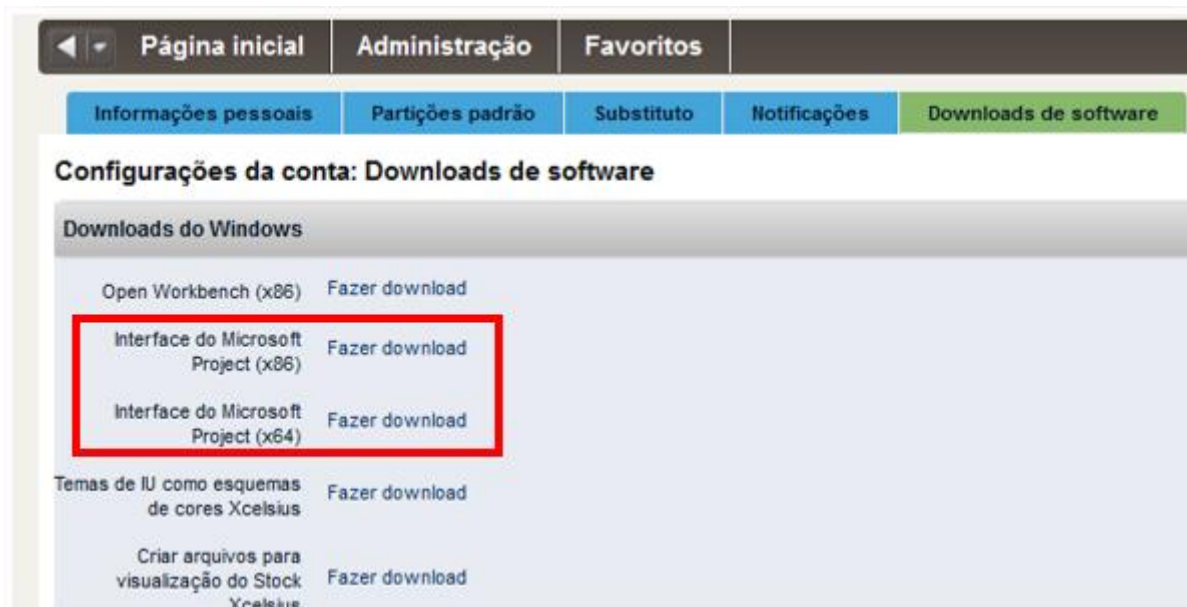 Página inicial Administração Favoritos
Informações pessoais Partições padrão Substituto Notificações Downloads de software
Configurações da conta: Downloads de software
Downloads do Windows
Open Workbench (x86) Fazer download
Interface do Microsoft
Project (x86) Fazer download
Interface do Microsoft
Project (x64) Fazer download
Temas de IU como esquemas
de cores Xcelsius Fazer download
Criar arquivos para
visualização do Stock Fazer download
Xcelsius